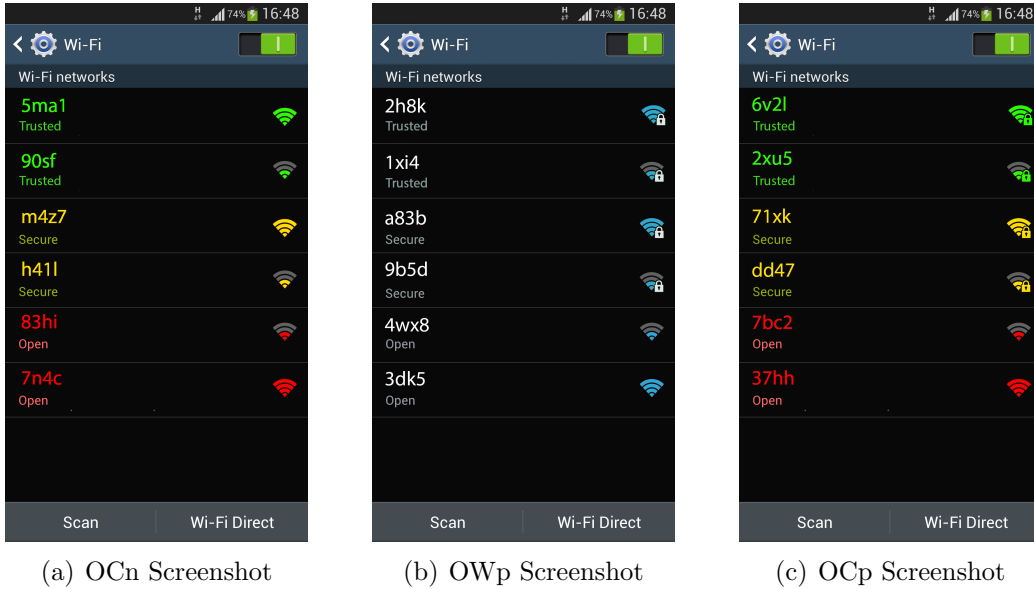 H 74% 16:48
Wi-Fi
Wi-Fi networks
5ma1
Trusted
90sf
Trusted
m4z7
Secure
h41l
Secure
83hi
Open
7n4c
Open
Scan Wi-Fi Direct
(a) OCn Screenshot
H 74% 16:48
Wi-Fi
Wi-Fi networks
2h8k
Trusted
1xi4
Trusted
a83b
Secure
9b5d
Secure
4wx8
Open
3dk5
Open
Scan Wi-Fi Direct
(b) OWp Screenshot
H 74% 16:48
Wi-Fi
Wi-Fi networks
6v2l
Trusted
2xu5
Trusted
71xk
Secure
dd47
Secure
7bc2
Open
37hh
Open
Scan Wi-Fi Direct
(c) OCp Screenshot